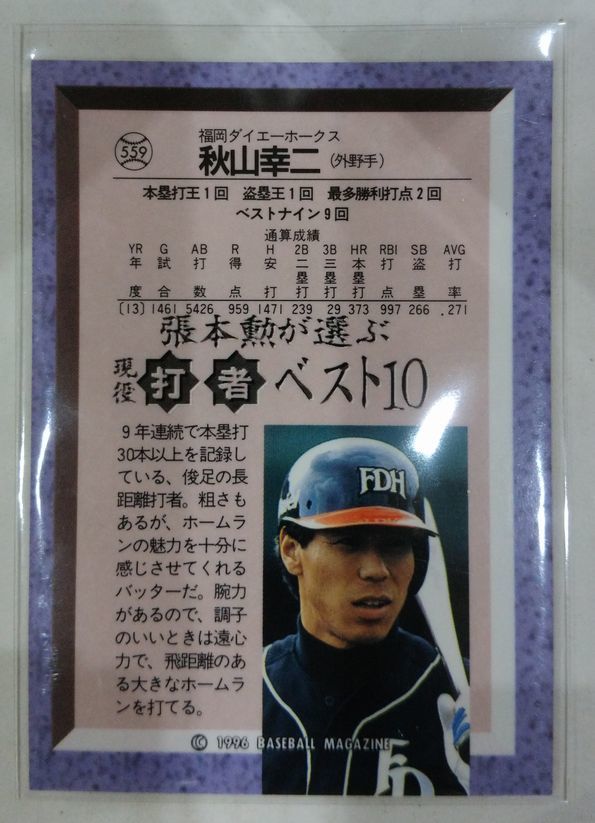 559
福岡ダイエーホークス
秋山幸二(外野手)
本塁打王1回 盗塁王1回 最多勝利打点2回
ベストナイン9回
通算成績
YR G AB R H 2B 3B HR RBI SB AVG
年度 試合 打数 得点 安打 二塁打 三塁打 本塁打 打点 盗塁 打率
〔13〕 1461 5426 959 1471 239 29 373 997 266 .271
張本勲が選ぶ
現役打者ベスト10
9年連続で本塁打
30本以上を記録し
ている、俊足の長
距離打者。粗さも
あるが、ホームラ
ンの魅力を十分に
感じさせてくれる
バッターだ。腕力
があるので、調子
のいいときは遠心
力で、飛距離のあ
る大きなホームラ
ンを打てる。
FDH
FD
© 1996 BASEBALL MAGAZINE